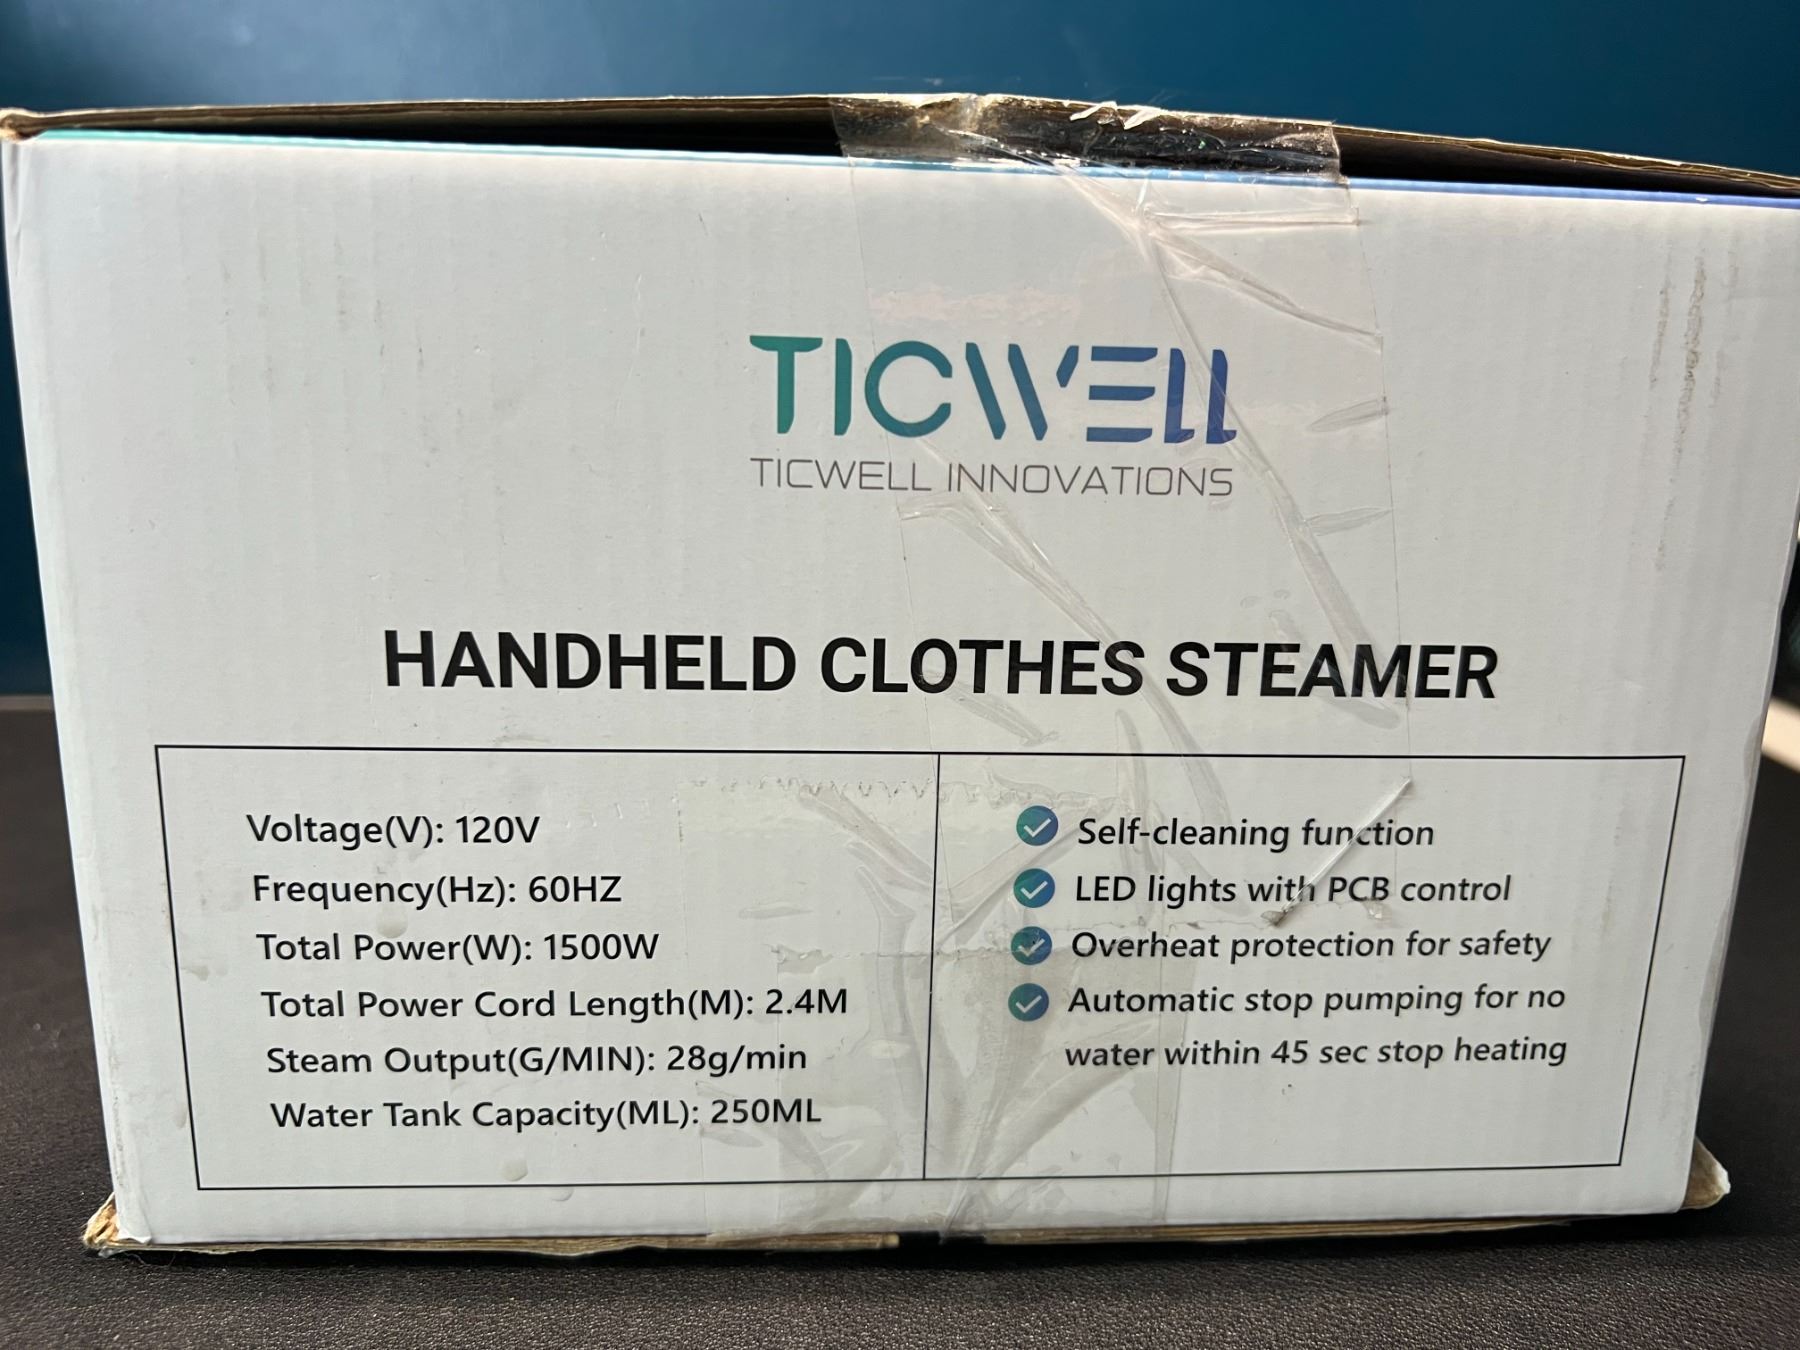 TICWELL
TICWELL INNOVATIONS
HANDHELD CLOTHES STEAMER
Voltage(V): 120V
Frequency(Hz): 60HZ
Total Power(W): 1500W
Total Power Cord Length(M): 2.4M
Steam Output(G/MIN): 28g/min
Water Tank Capacity(ML): 250ML
Self-cleaning function
LED lights with PCB control
Overheat protection for safety
Automatic stop pumping for no
water within 45 sec stop heating